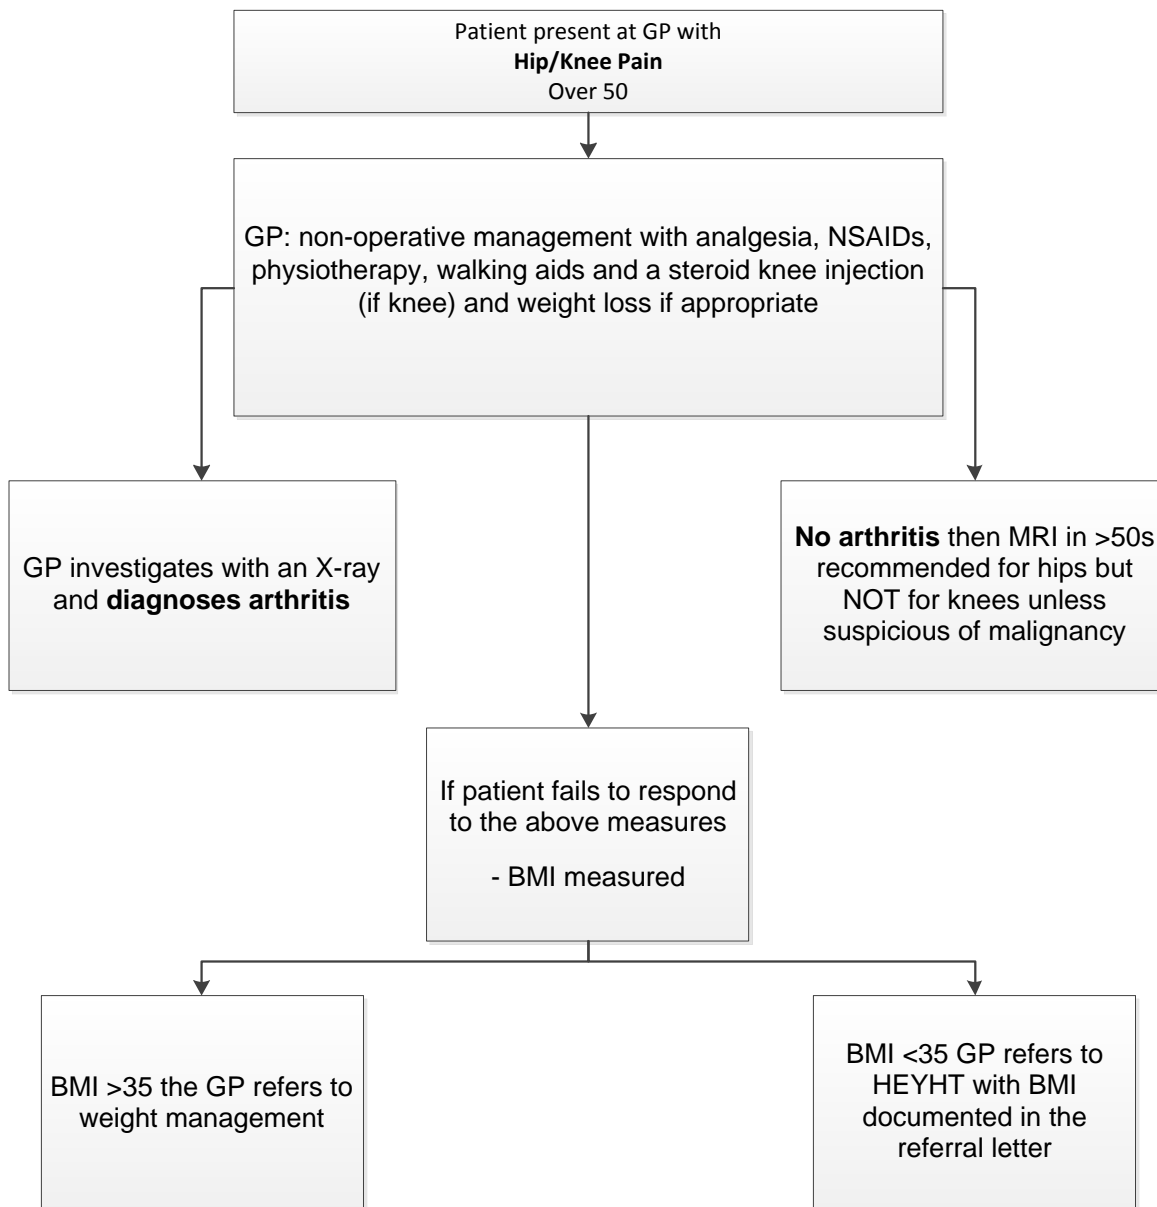 Patient present at GP with
Hip/Knee Pain
Over 50
GP: non-operative management with analgesia, NSAIDs,
physiotherapy, walking aids and a steroid knee injection
(if knee) and weight loss if appropriate
GP investigates with an X-ray
and diagnoses arthritis
No arthritis then MRI in >50s
recommended for hips but
NOT for knees unless
suspicious of malignancy
If patient fails to respond
to the above measures
- BMI measured
BMI >35 the GP refers to
weight management
BMI <35 GP refers to
HEYHT with BMI
documented in the
referral letter